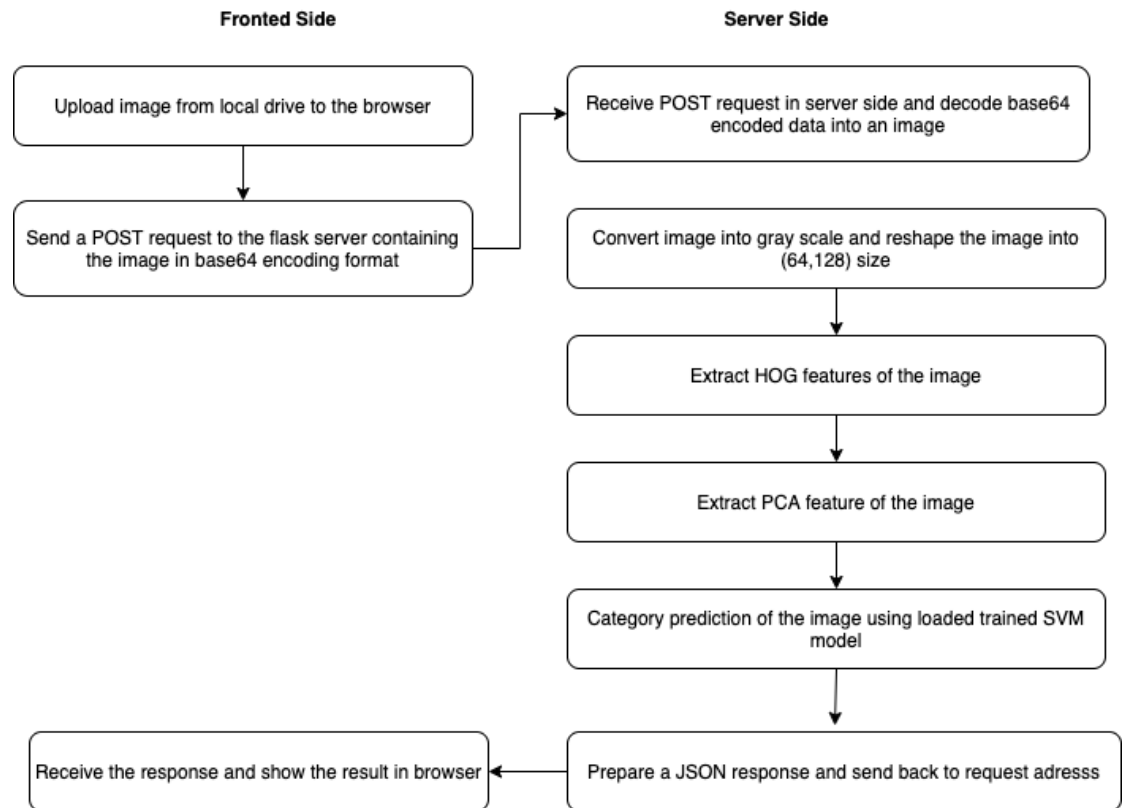 Fronted Side
Server Side
Upload image from local drive to the browser
Receive POST request in server side and decode base64
encoded data into an image
Send a POST request to the flask server containing
the image in base64 encoding format
Convert image into gray scale and reshape the image into
(64,128) size
Extract HOG features of the image
Extract PCA feature of the image
Category prediction of the image using loaded trained SVM
model
Receive the response and show the result in browser
Prepare a JSON response and send back to request adresss